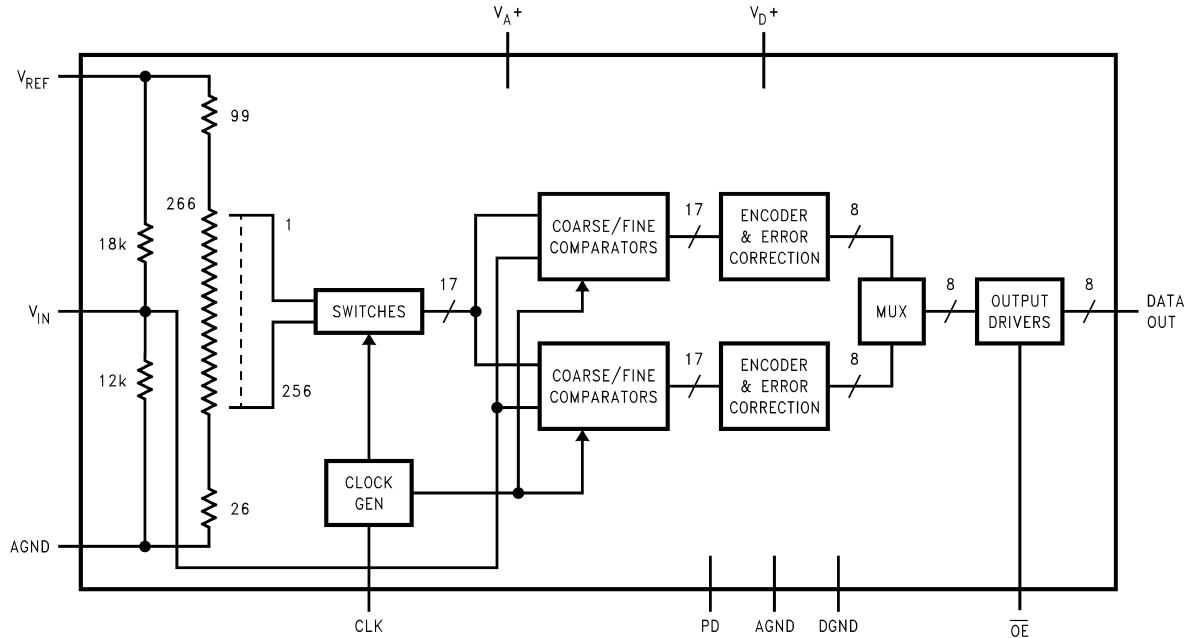 VA+
VD+
VREF
99
266
1
18k
VIN
12k
256
26
AGND
SWITCHES
17
COARSE/FINE
COMPARATORS
17
ENCODER
& ERROR
CORRECTION
8
MUX
8
OUTPUT
DRIVERS
8
DATA
OUT
COARSE/FINE
COMPARATORS
17
ENCODER
& ERROR
CORRECTION
8
CLOCK
GEN
CLK
PD
AGND
DGND
OE